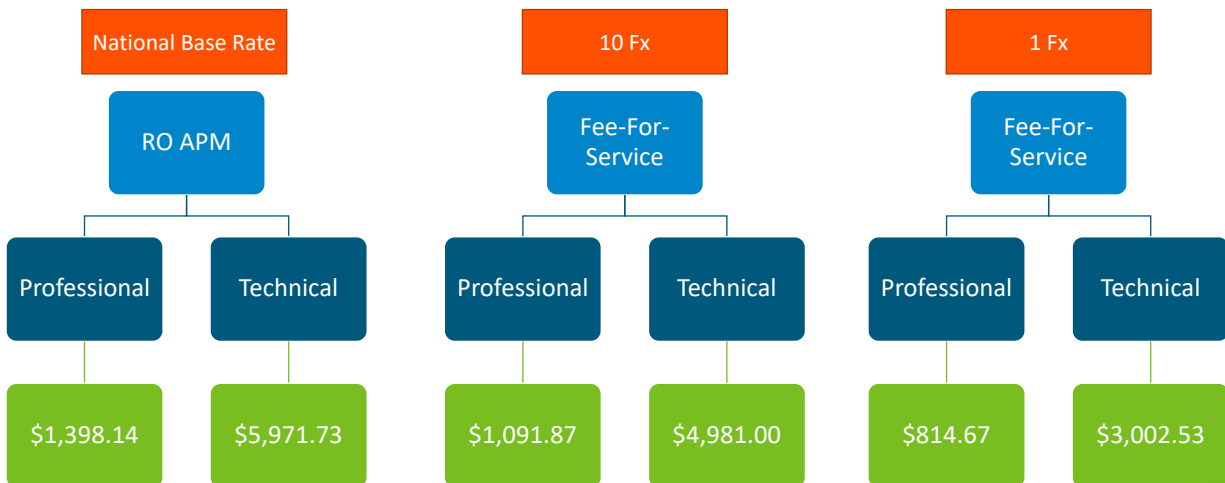 National Base Rate
10 Fx
1 Fx
RO APM
Fee-For-
Service
Fee-For-
Service
Professional
Technical
Professional
Technical
Professional
Technical
$1,398.14
$5,971.73
$1,091.87
$4,981.00
$814.67
$3,002.53